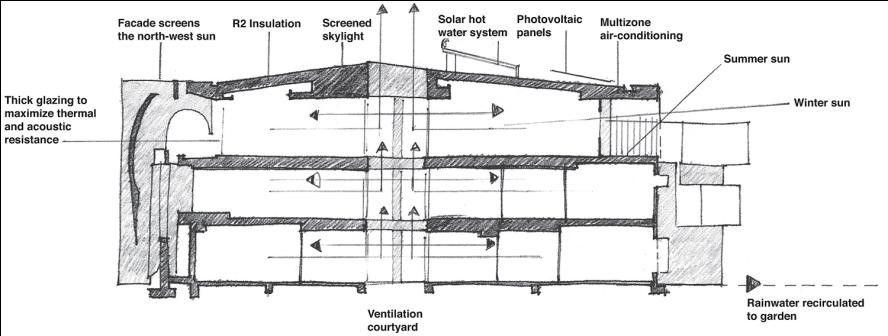 Facade screens
the north-west sun
R2 Insulation
Screened
skylight
Solar hot
water system
Photovoltaic
panels
Multizone
air-conditioning
Summer sun
Thick glazing to
maximize thermal
and acoustic
resistance
Winter sun
Rainwater recirculated
to garden
Ventilation
courtyard